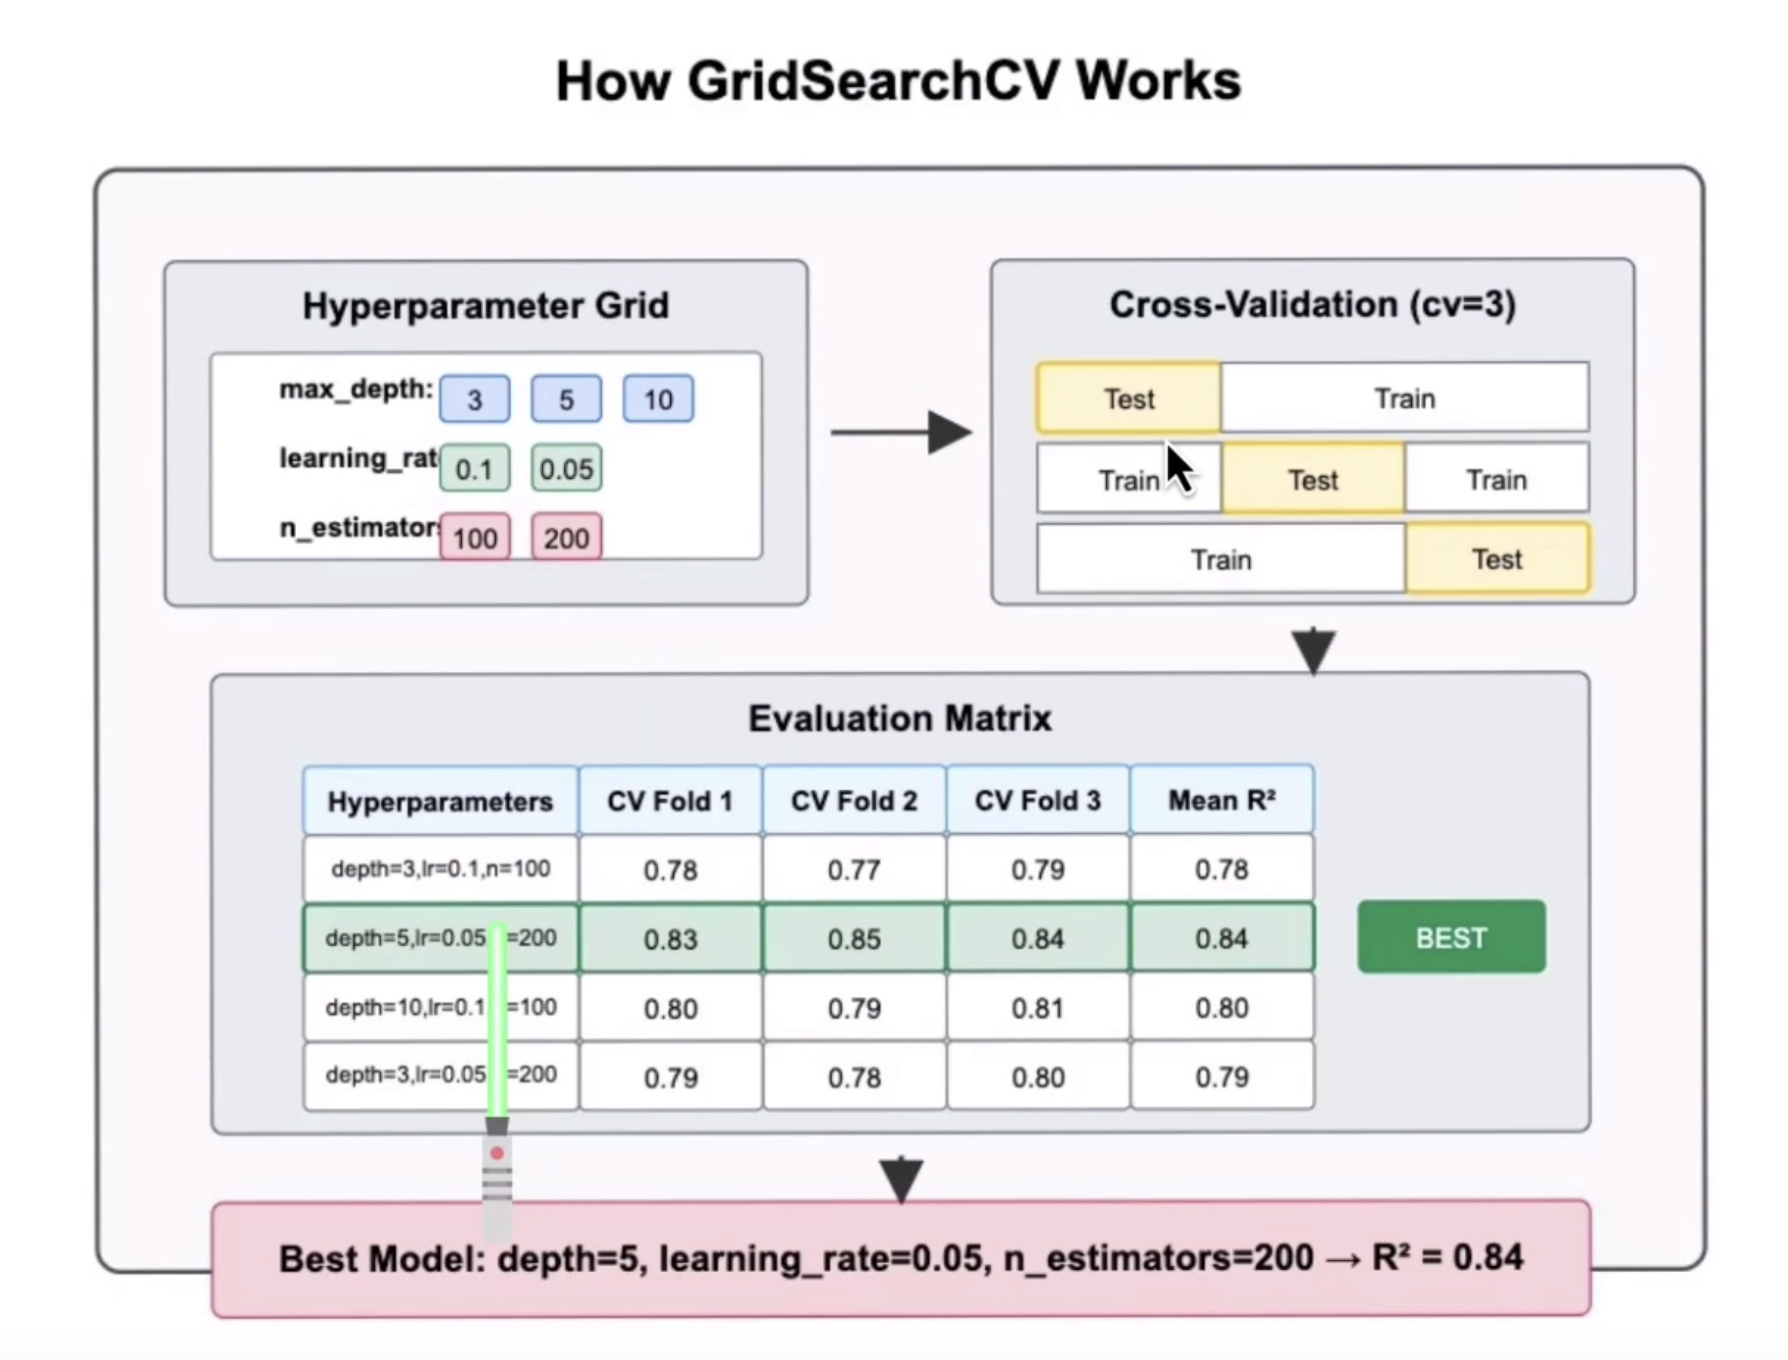 How GridSearchCV Works
Hyperparameter Grid
max_depth: 3 5 10
learning_rat 0.1 0.05
n_estimator 100 200
Cross-Validation (cv=3)
Test Train
Train Test Train
Train Test
Evaluation Matrix
Hyperparameters CV Fold 1 CV Fold 2 CV Fold 3 Mean R²
depth=3,lr=0.1,n=100 0.78 0.77 0.79 0.78
depth=5,lr=0.05 =200 0.83 0.85 0.84 0.84 BEST
depth=10,lr=0.1 =100 0.80 0.79 0.81 0.80
depth=3,lr=0.05 =200 0.79 0.78 0.80 0.79
Best Model: depth=5, learning_rate=0.05, n_estimators=200 → R² = 0.84